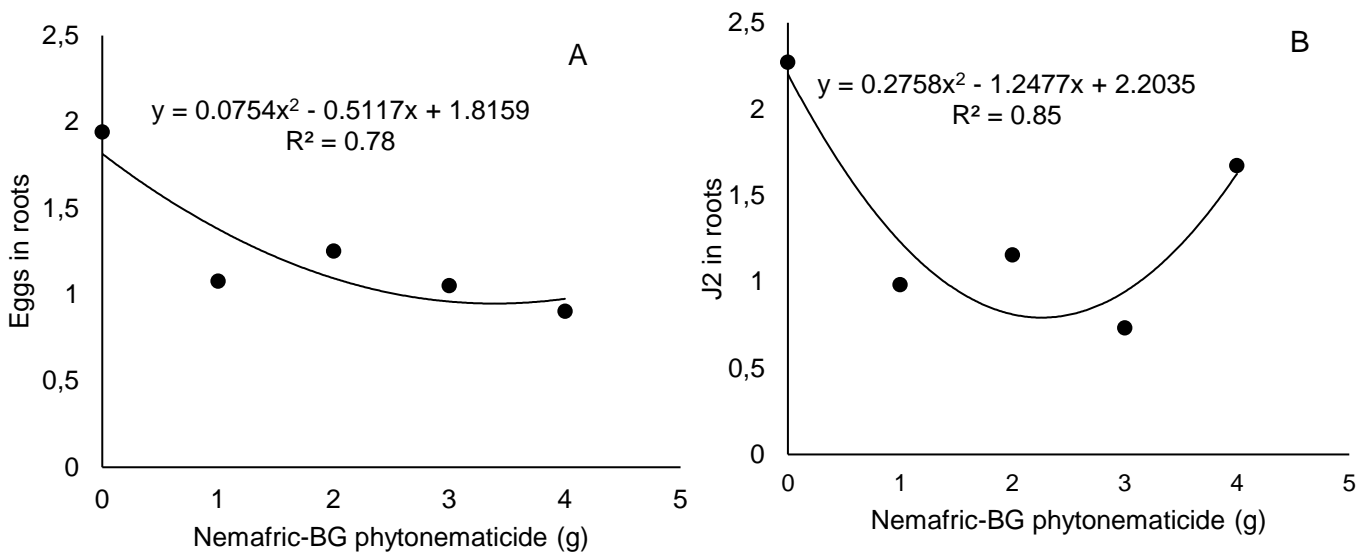 A
y = 0.0754x² - 0.5117x + 1.8159
R² = 0.78
Eggs in roots
2,5
2
1,5
1
0,5
0
0 1 2 3 4 5
Nemafric-BG phytonematicide (g)
B
y = 0.2758x² - 1.2477x + 2.2035
R² = 0.85
J2 in roots
2.5
2
1,5
1
0,5
0
0 1 2 3 4 5
Nemafric-BG phytonematicide (g)